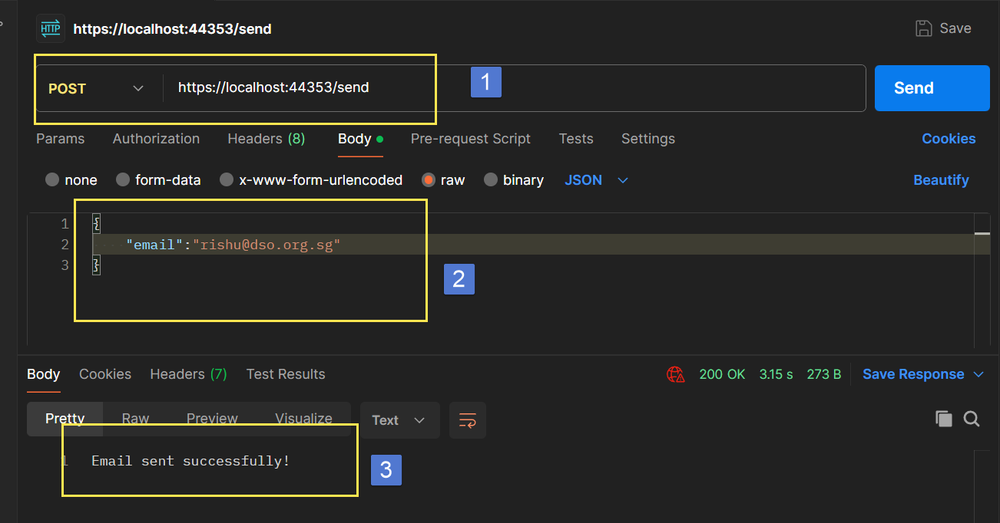 HTTP https://localhost:44353/send Save
POST https://localhost:44353/send 1 Send
Params Authorization Headers (8) Body Pre-request Script Tests Settings Cookies
none form-data x-www-form-urlencoded raw binary JSON Beautify
1 {
2 "email":"rishu@dso.org.sg"
3 }
2
Body Cookies Headers (7) Test Results 200 OK 3.15 s 273 B Save Response
Pretty Raw Preview Visualize Text
1 Email sent successfully!
3